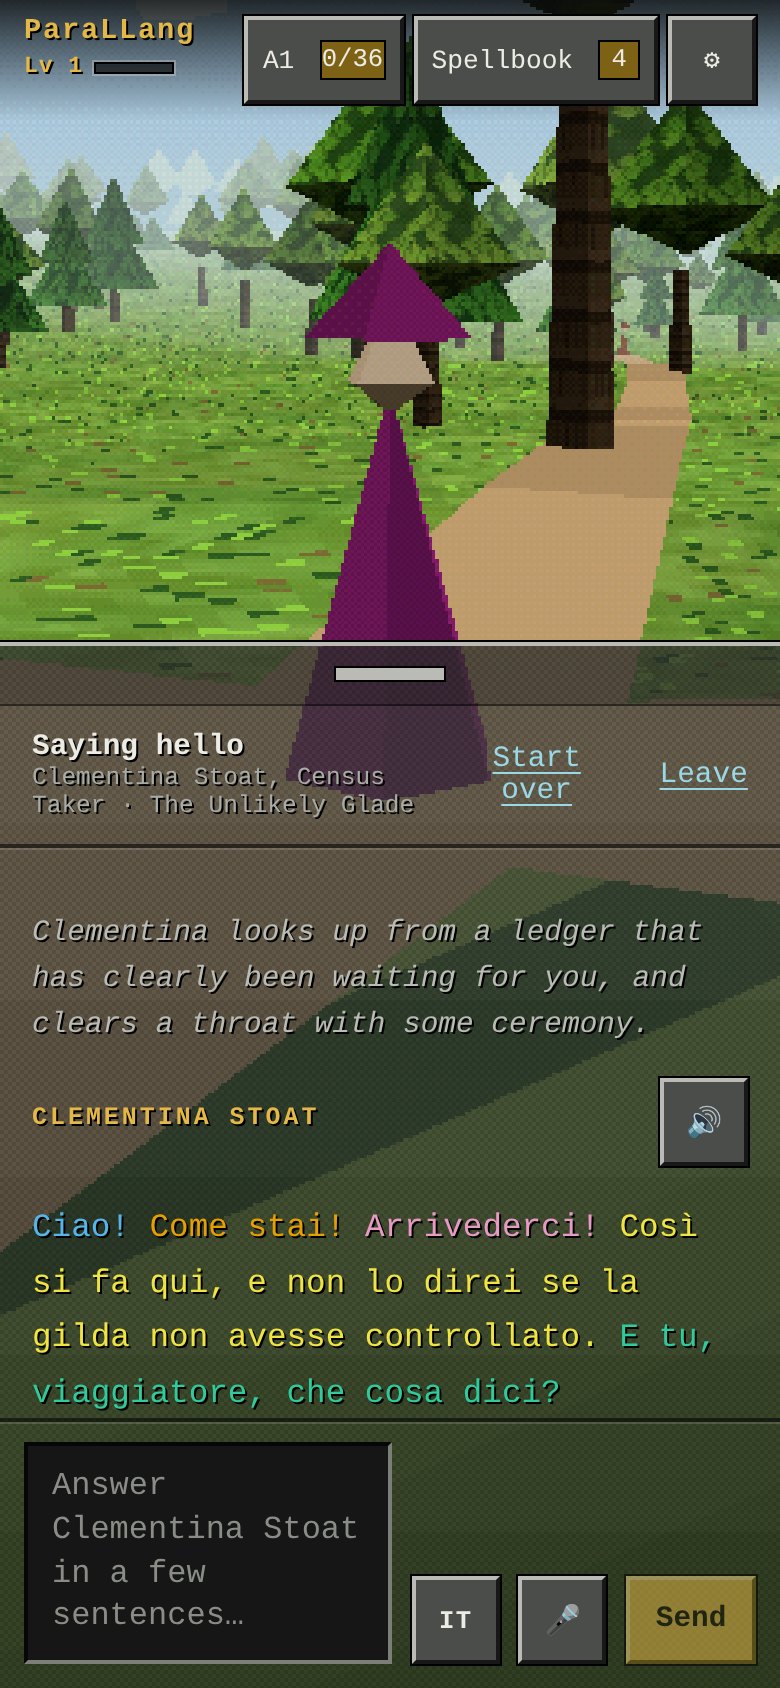 ParaLLang
Lv 1
A1 0/36
Spellbook 4
⚙
Saying hello
Clementina Stoat, Census
Taker · The Unlikely Glade
Start
over
Leave
Clementina looks up from a ledger that
has clearly been waiting for you, and
clears a throat with some ceremony.
CLEMENTINA STOAT
Ciao! Come stai! Arrivederci! Così
si fa qui, e non lo direi se la
gilda non avesse controllato. E tu,
viaggiatore, che cosa dici?
Answer
Clementina Stoat
in a few
sentences…
IT
Send